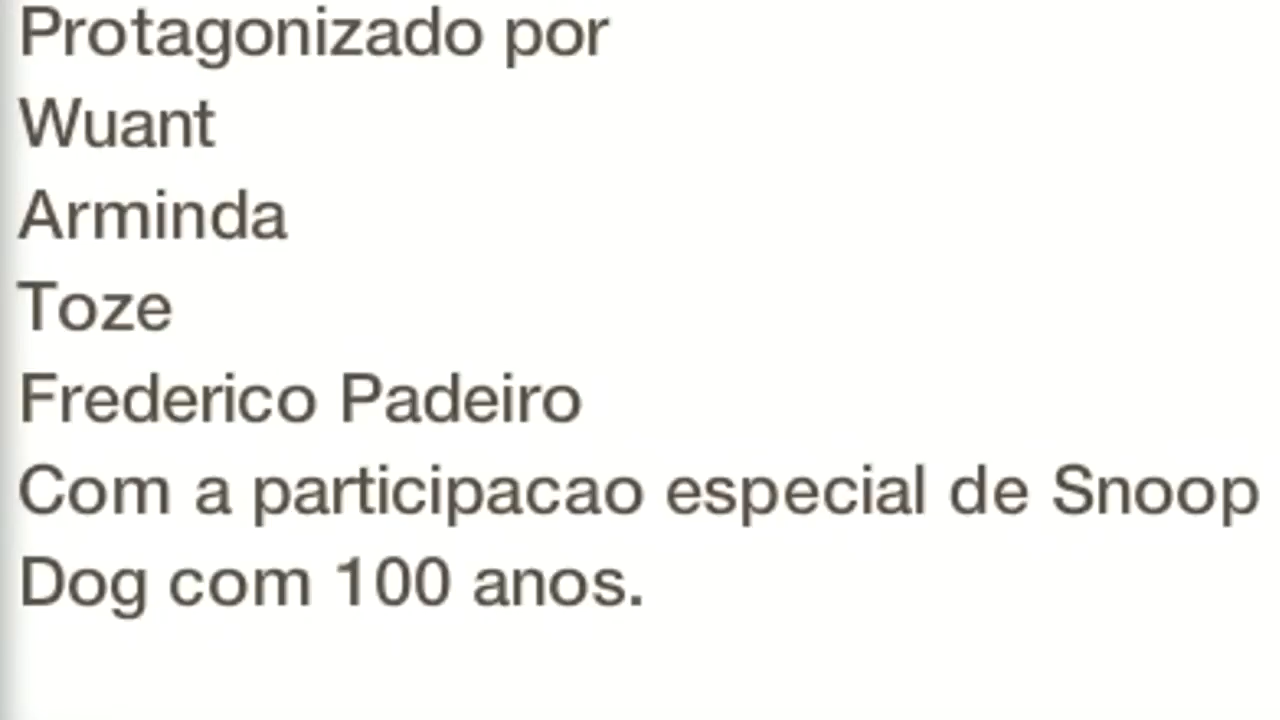 Protagonizado por
Wuant
Arminda
Toze
Frederico Padeiro
Com a participacao especial de Snoop
Dog com 100 anos.